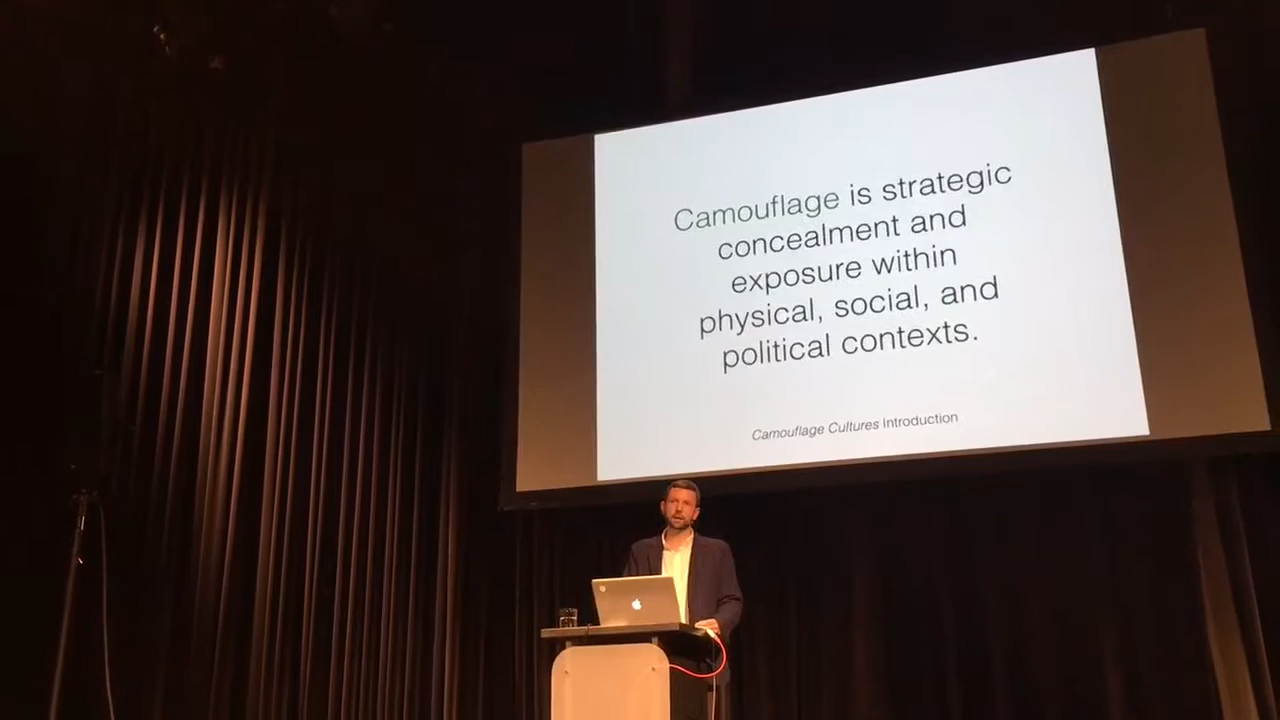 Camouflage is strategic
concealment and
exposure within
physical, social, and
political contexts.
Camouflage Cultures Introduction